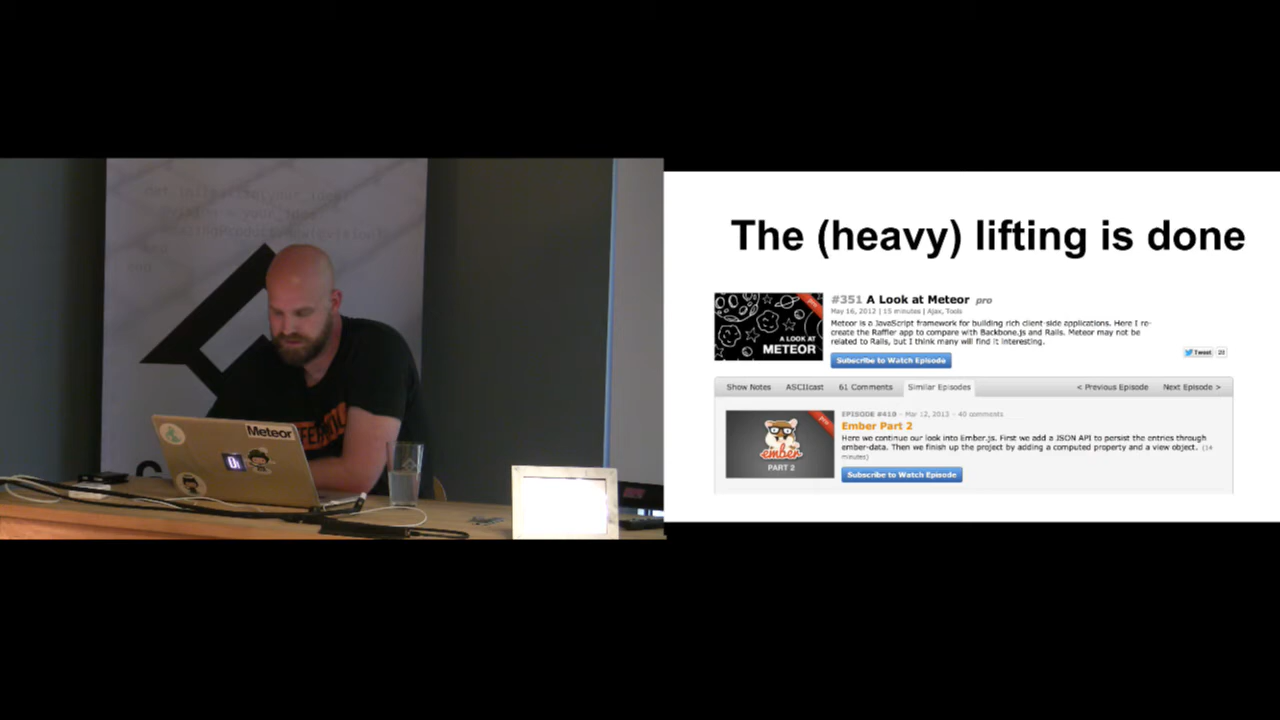 Meteor
The (heavy) lifting is done
A LOOK AT
METEOR
pro
#351 A Look at Meteor pro
May 16, 2012 | 15 minutes | Ajax, Tools
Meteor is a JavaScript framework for building rich client-side applications. Here I re-
create the Raffler app to compare with Backbone.js and Rails. Meteor may not be
related to Rails, but I think many will find it interesting.
Subscribe to Watch Episode
Tweet
Show Notes ASCIIcast 61 Comments Similar Episodes < Previous Episode Next Episode >
ember
PART 2
pro
EPISODE #410 - Mar 12, 2013 - 40 comments
Ember Part 2
Here we continue our look into Ember.js. First we add a JSON API to persist the entries through
ember-data. Then we finish up the project by adding a computed property and a view object. (14
minutes)
Subscribe to Watch Episode